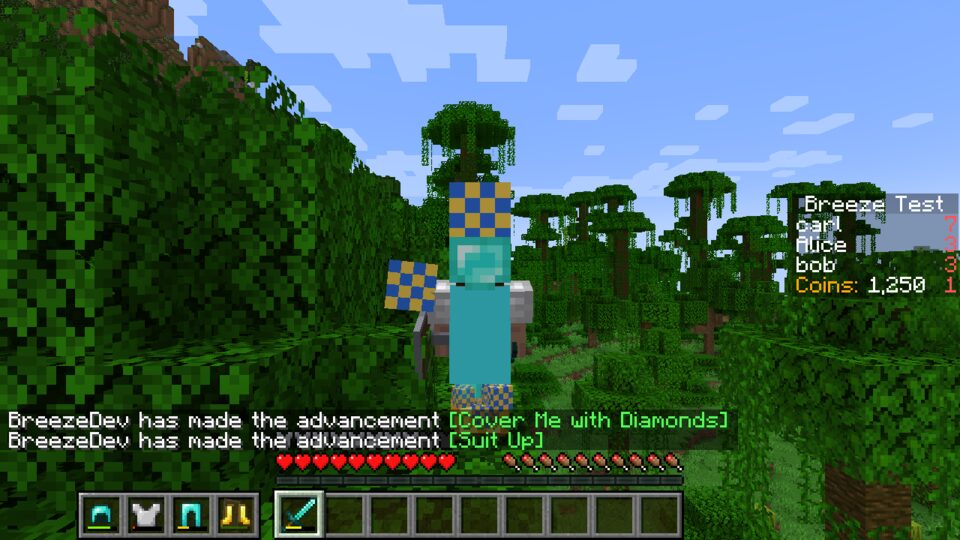 Breeze Test
carl 7
Alice 3
bob 3
Coins: 1,250 1
BreezeDev has made the advancement [Cover Me with Diamonds]
BreezeDev has made the advancement [Suit Up]